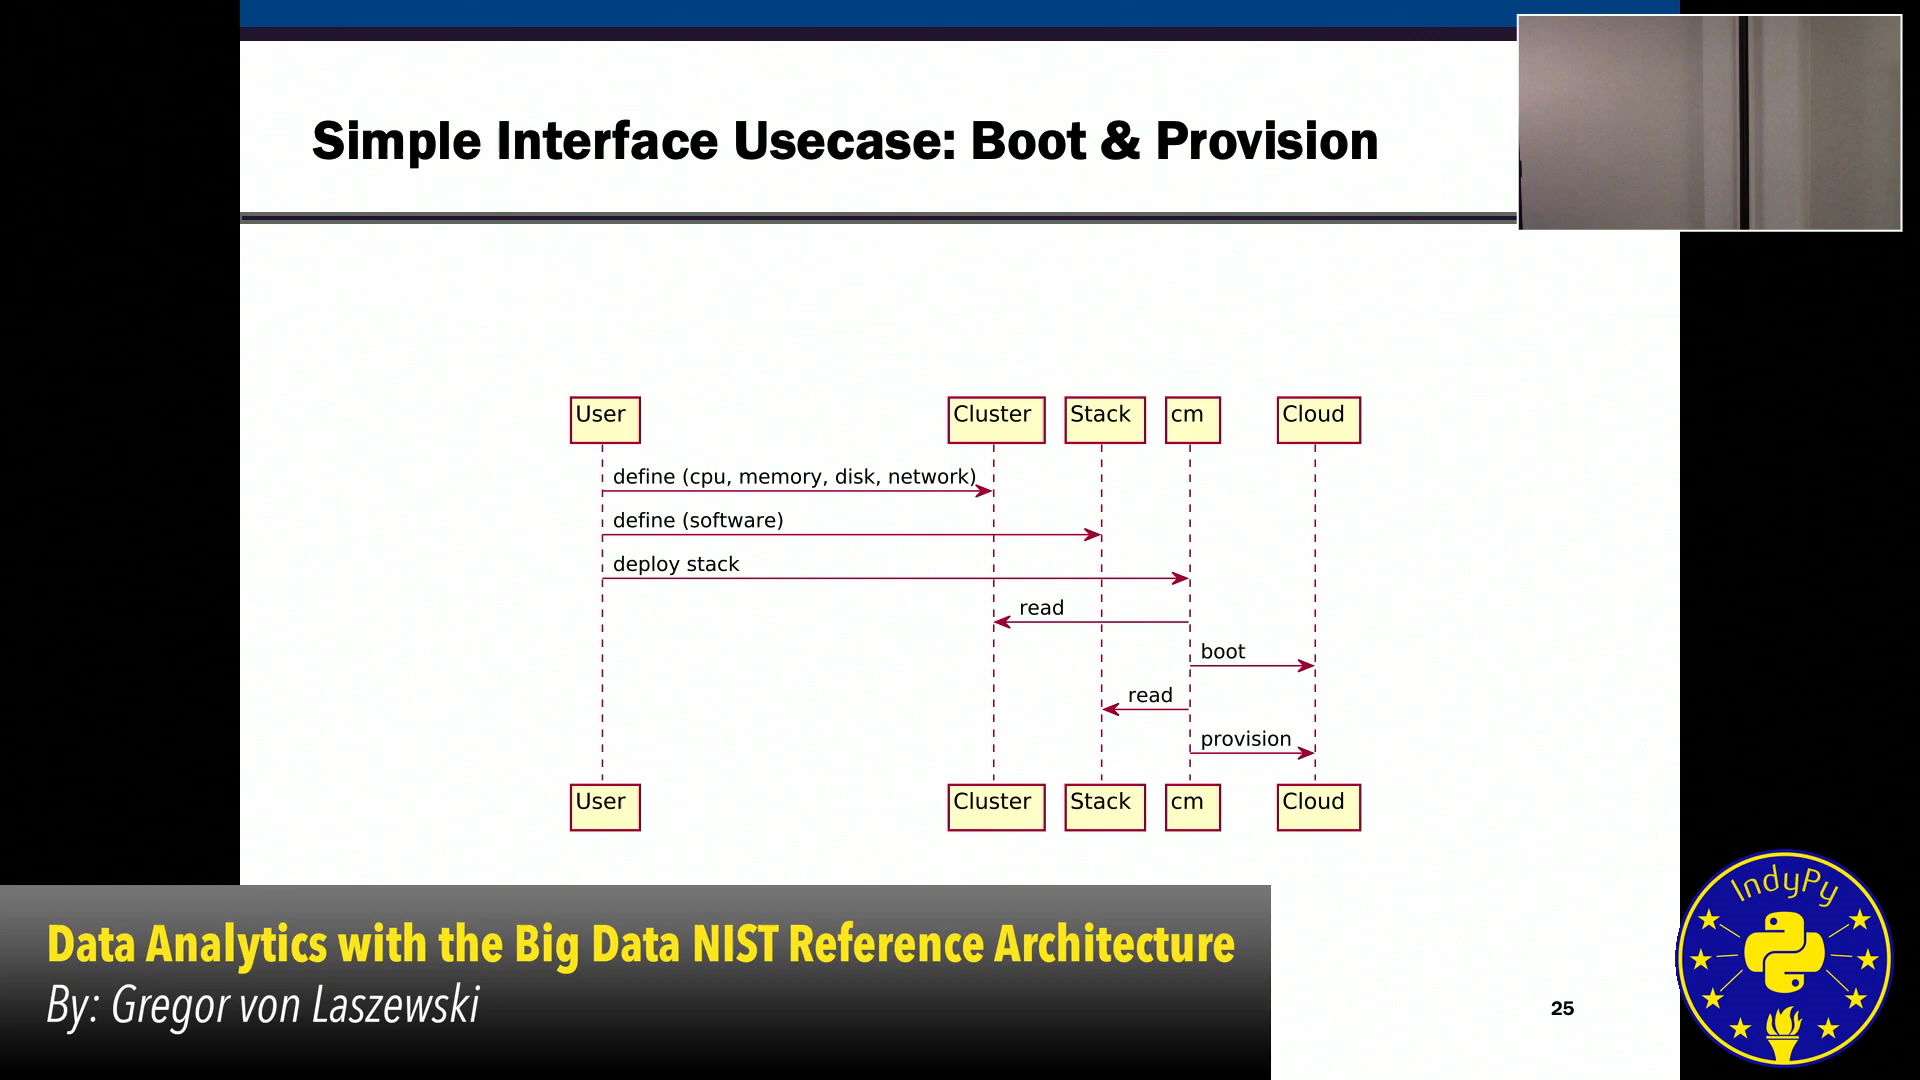 Simple Interface Usecase: Boot & Provision
User
Cluster
Stack
cm
Cloud
define (cpu, memory, disk, network)
define (software)
deploy stack
read
boot
read
provision
User
Cluster
Stack
cm
Cloud
Data Analytics with the Big Data NIST Reference Architecture
By: Gregor von Laszewski
25
IndyPy